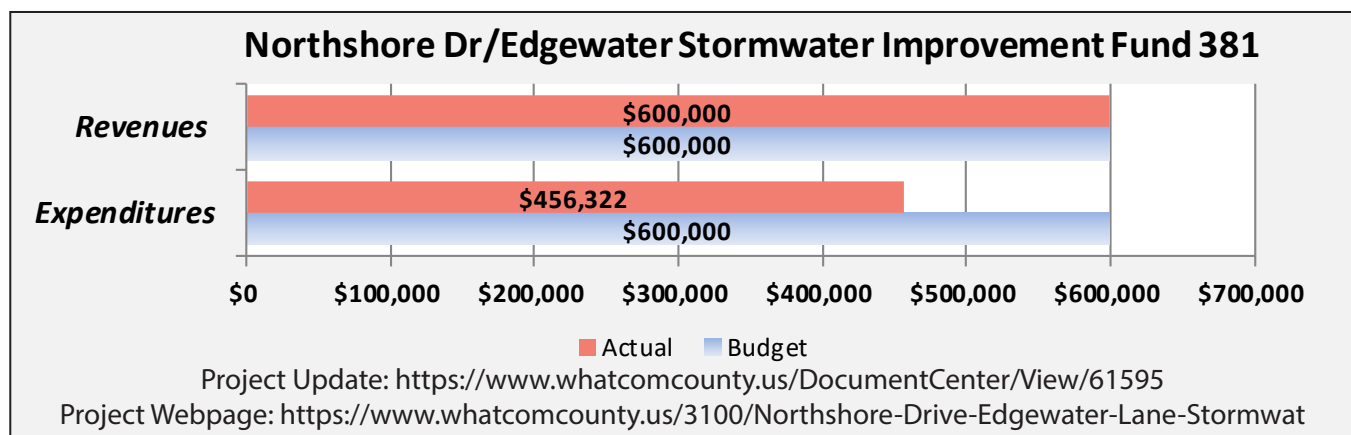 Northshore Dr/Edgewater Stormwater Improvement Fund 381
Revenues
$600,000
$600,000
Expenditures
$456,322
$600,000
$0 $100,000 $200,000 $300,000 $400,000 $500,000 $600,000 $700,000
Actual Budget
Project Update: https://www.whatcomcounty.us/DocumentCenter/View/61595
Project Webpage: https://www.whatcomcounty.us/3100/Northshore-Drive-Edgewater-Lane-Stormwat